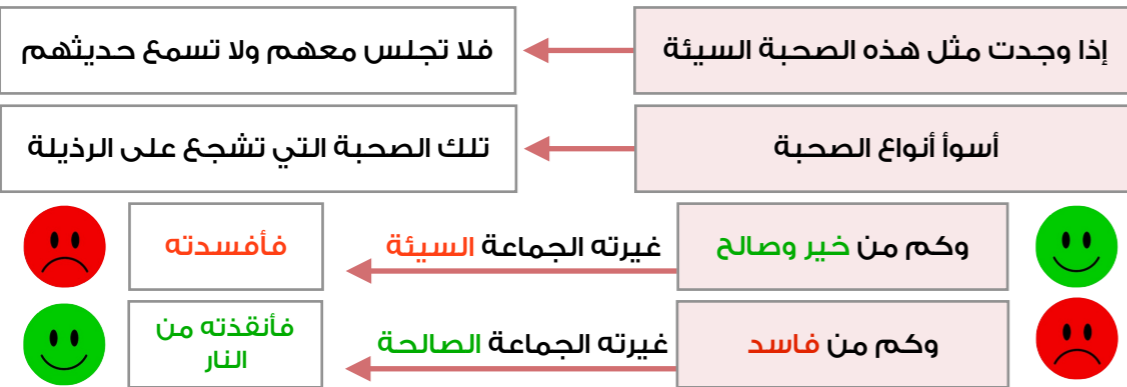 إذا وجدت مثل هذه الصحبة السيئة
فلا تجلس معهم ولا تسمع حديثهم
أسوأ أنواع الصحبة
تلك الصحبة التي تشجع على الرذيلة
وكم من خير وصالح
غيرته الجماعة السيئة
فأفسدته
وكم من فاسد
غيرته الجماعة الصالحة
فأنقذته من
النار